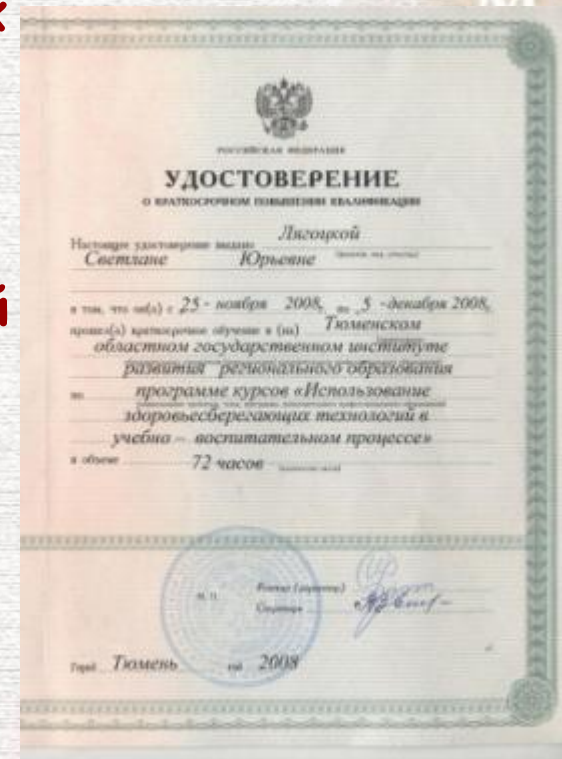 х
й
РОССИЙСКАЯ ФЕДЕРАЦИЯ
УДОСТОВЕРЕНИЕ
О КРАТКОСРОЧНОМ ПОВЫШЕНИИ КВАЛИФИКАЦИИ
Настоящее удостоверение выдано Лягоцкой
Светлане Юрьевне
в том, что он(а) с 25 - ноября 2008, по 5 -декабря 2008,
прошел(а) краткосрочное обучение в (на) Тюменском
областном государственном институте
развития регионального образования
по программе курсов «Использование
здоровьесберегающих технологий в
учебно – воспитательном процессе»
в объеме 72 часов
М. П. Ректор (директор)
Секретарь
Город Тюмень год 2008